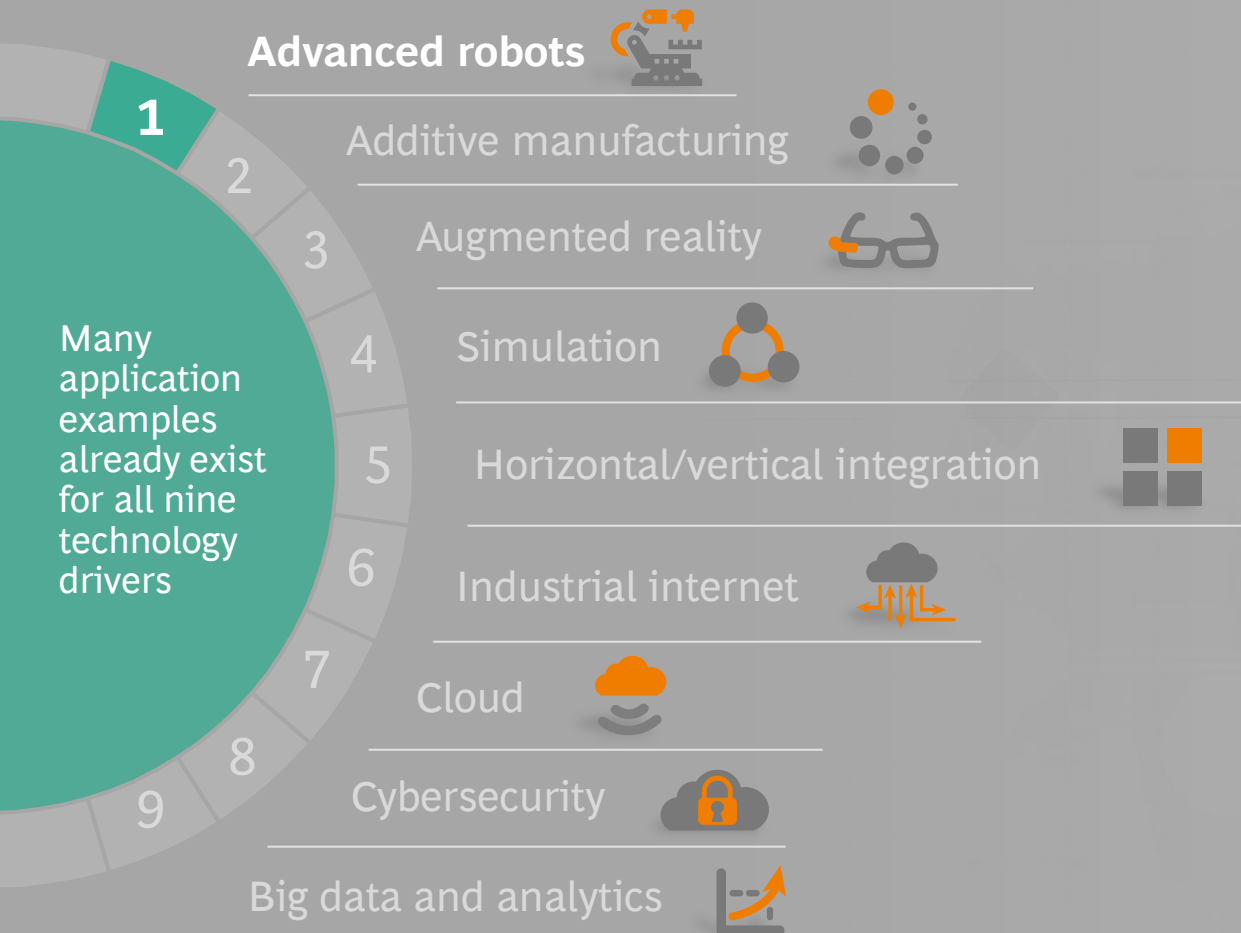 Advanced robots
1
Additive manufacturing
2
Augmented reality
3
Simulation
4
Horizontal/vertical integration
5
Industrial internet
6
Cloud
7
Cybersecurity
8
Big data and analytics
9
Many
application
examples
already exist
for all nine
technology
drivers